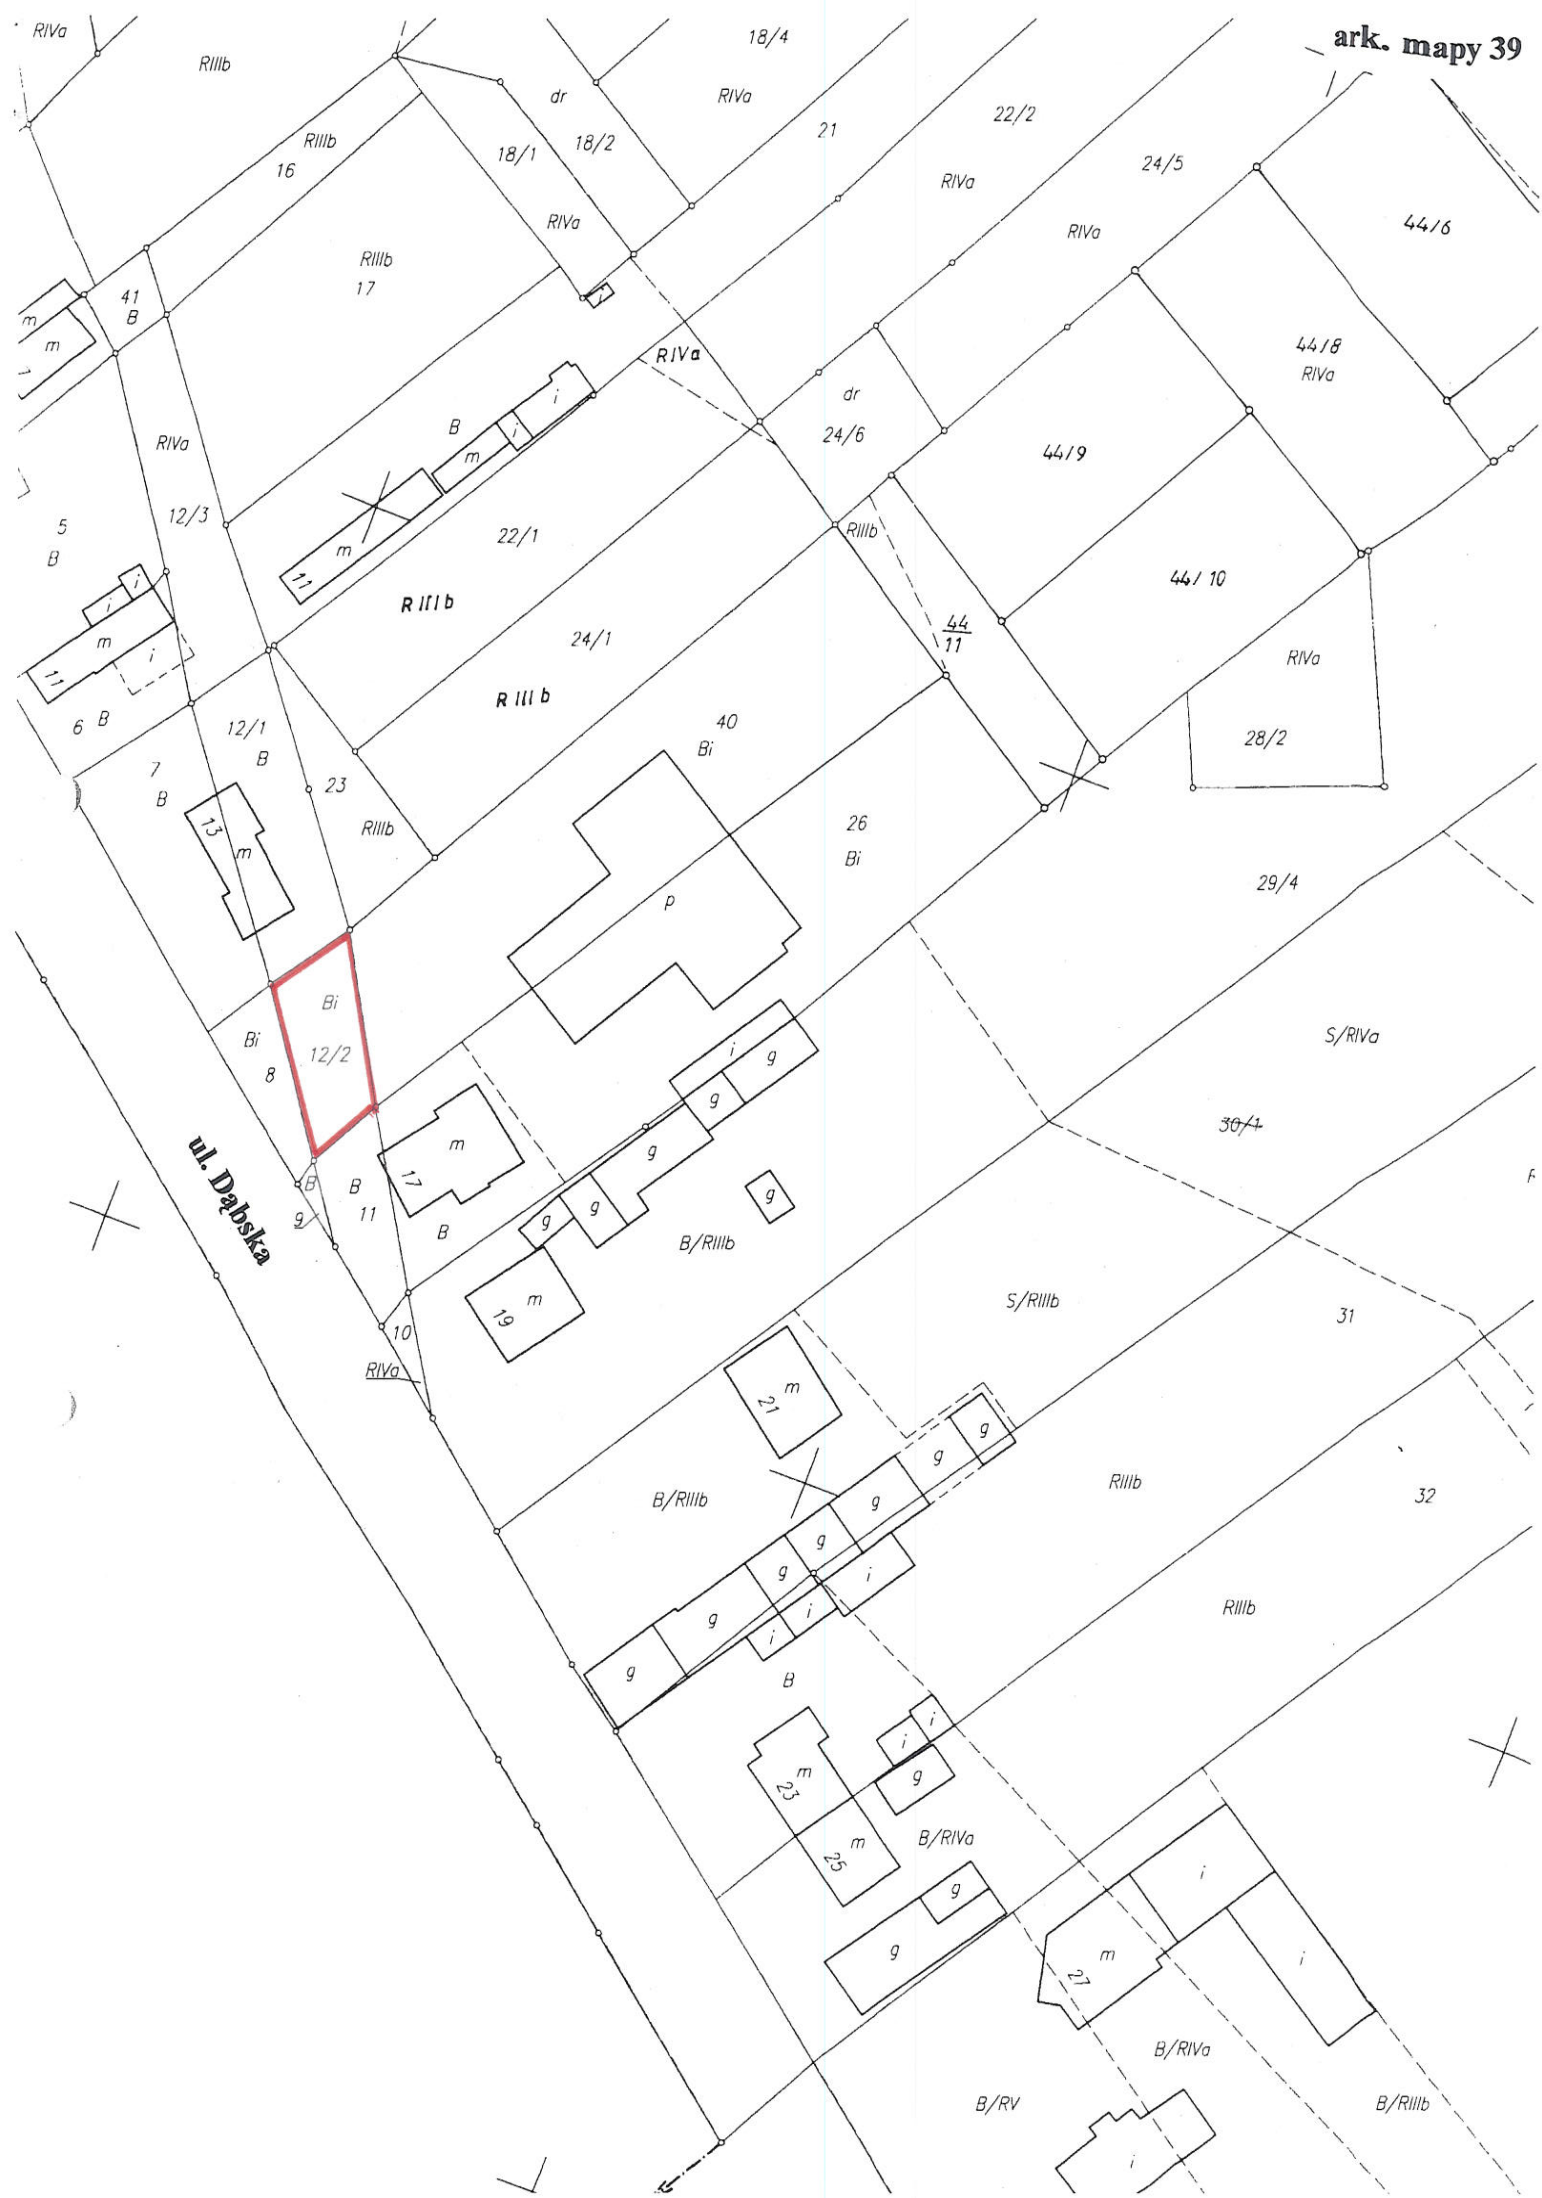 ark. mapy 39
RIVa
RIIIb
18/4
dr
RIVa
18/2
21
22/2
RIIIb
16
18/1
24/5
RIVa
RIVa
RIVa
44/6
RIIIb
17
41
B
i
m
m
RIVa
44/8
RIVa
dr
24/6
i
B
i
m
RIVa
44/9
12/3
5
B
m
11
22/1
RIIIb
44/10
i
i
m
11
i
R III b
24/1
44
11
RIVa
R III b
6
B
12/1
B
40
Bi
28/2
7
B
23
13
m
RIIIb
26
Bi
29/4
p
Bi
12/2
Bi
8
S/RIVa
i
g
g
30/1
ul. Dąbska
m
17
g
B
B
11
9
g
g
g
B
B/RIIIb
m
19
S/RIIIb
31
10
RIVa
m
21
g
g
RIIIb
32
B/RIIIb
g
g
g
i
g
i
i
g
RIIIb
B
i
i
m
23
g
m
25
B/RIVa
g
g
i
m
27
i
B/RIVa
B/RV
B/RIIIb
i